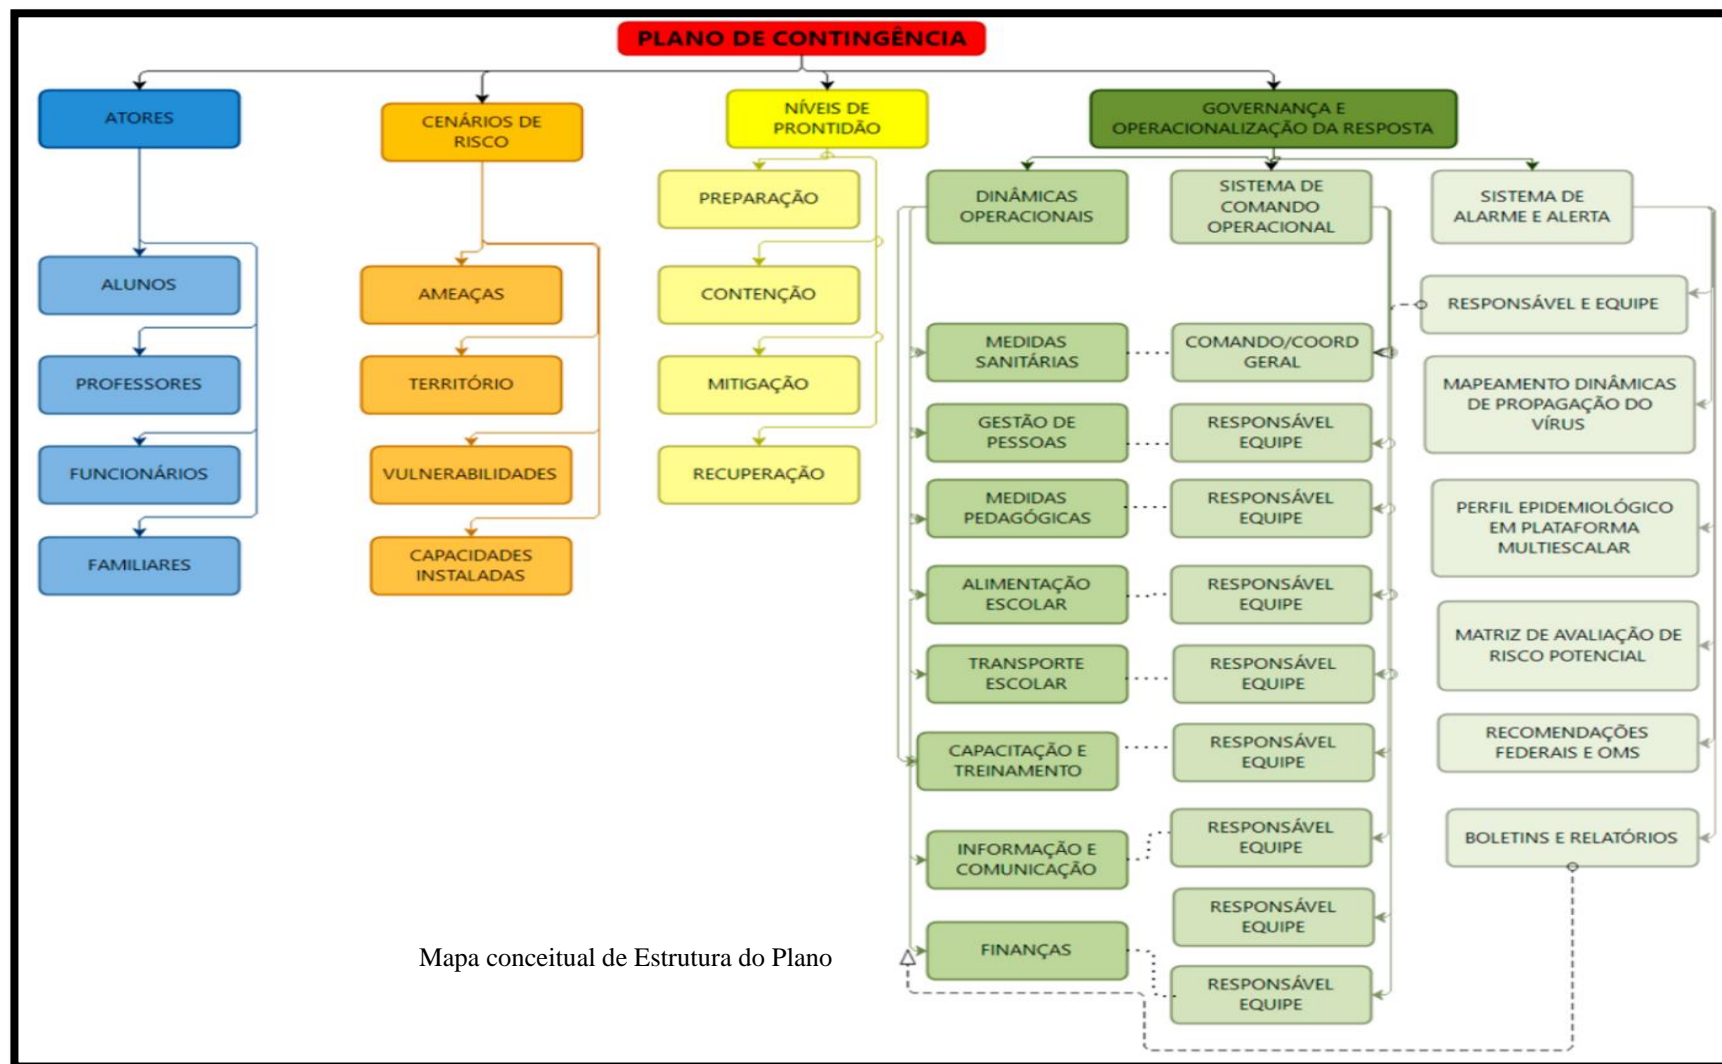 PLANO DE CONTINGÊNCIA
ATORES
ALUNOS
PROFESSORES
FUNCIONÁRIOS
FAMILIARES
CENÁRIOS DE
RISCO
AMEAÇAS
TERRITÓRIO
VULNERABILIDADES
CAPACIDADES
INSTALADAS
NÍVEIS DE
PRONTIDÃO
PREPARAÇÃO
CONTENÇÃO
MITIGAÇÃO
RECUPERAÇÃO
GOVERNANÇA E
OPERACIONALIZAÇÃO DA RESPOSTA
DINÂMICAS
OPERACIONAIS
MEDIDAS
SANITÁRIAS
GESTÃO DE
PESSOAS
MEDIDAS
PEDAGÓGICAS
ALIMENTAÇÃO
ESCOLAR
TRANSPORTE
ESCOLAR
CAPACITAÇÃO E
TREINAMENTO
INFORMAÇÃO E
COMUNICAÇÃO
FINANÇAS
SISTEMA DE
COMANDO
OPERACIONAL
COMANDO/COORD
GERAL
RESPONSÁVEL
EQUIPE
RESPONSÁVEL
EQUIPE
RESPONSÁVEL
EQUIPE
RESPONSÁVEL
EQUIPE
RESPONSÁVEL
EQUIPE
RESPONSÁVEL
EQUIPE
RESPONSÁVEL
EQUIPE
RESPONSÁVEL
EQUIPE
SISTEMA DE
ALARME E ALERTA
RESPONSÁVEL E EQUIPE
MAPEAMENTO DINÂMICAS
DE PROPAGAÇÃO DO
VÍRUS
PERFIL EPIDEMIOLÓGICO
EM PLATAFORMA
MULTIESCALAR
MATRIZ DE AVALIAÇÃO DE
RISCO POTENCIAL
RECOMENDAÇÕES
FEDERAIS E OMS
BOLETINS E RELATÓRIOS
Mapa conceitual de Estrutura do Plano